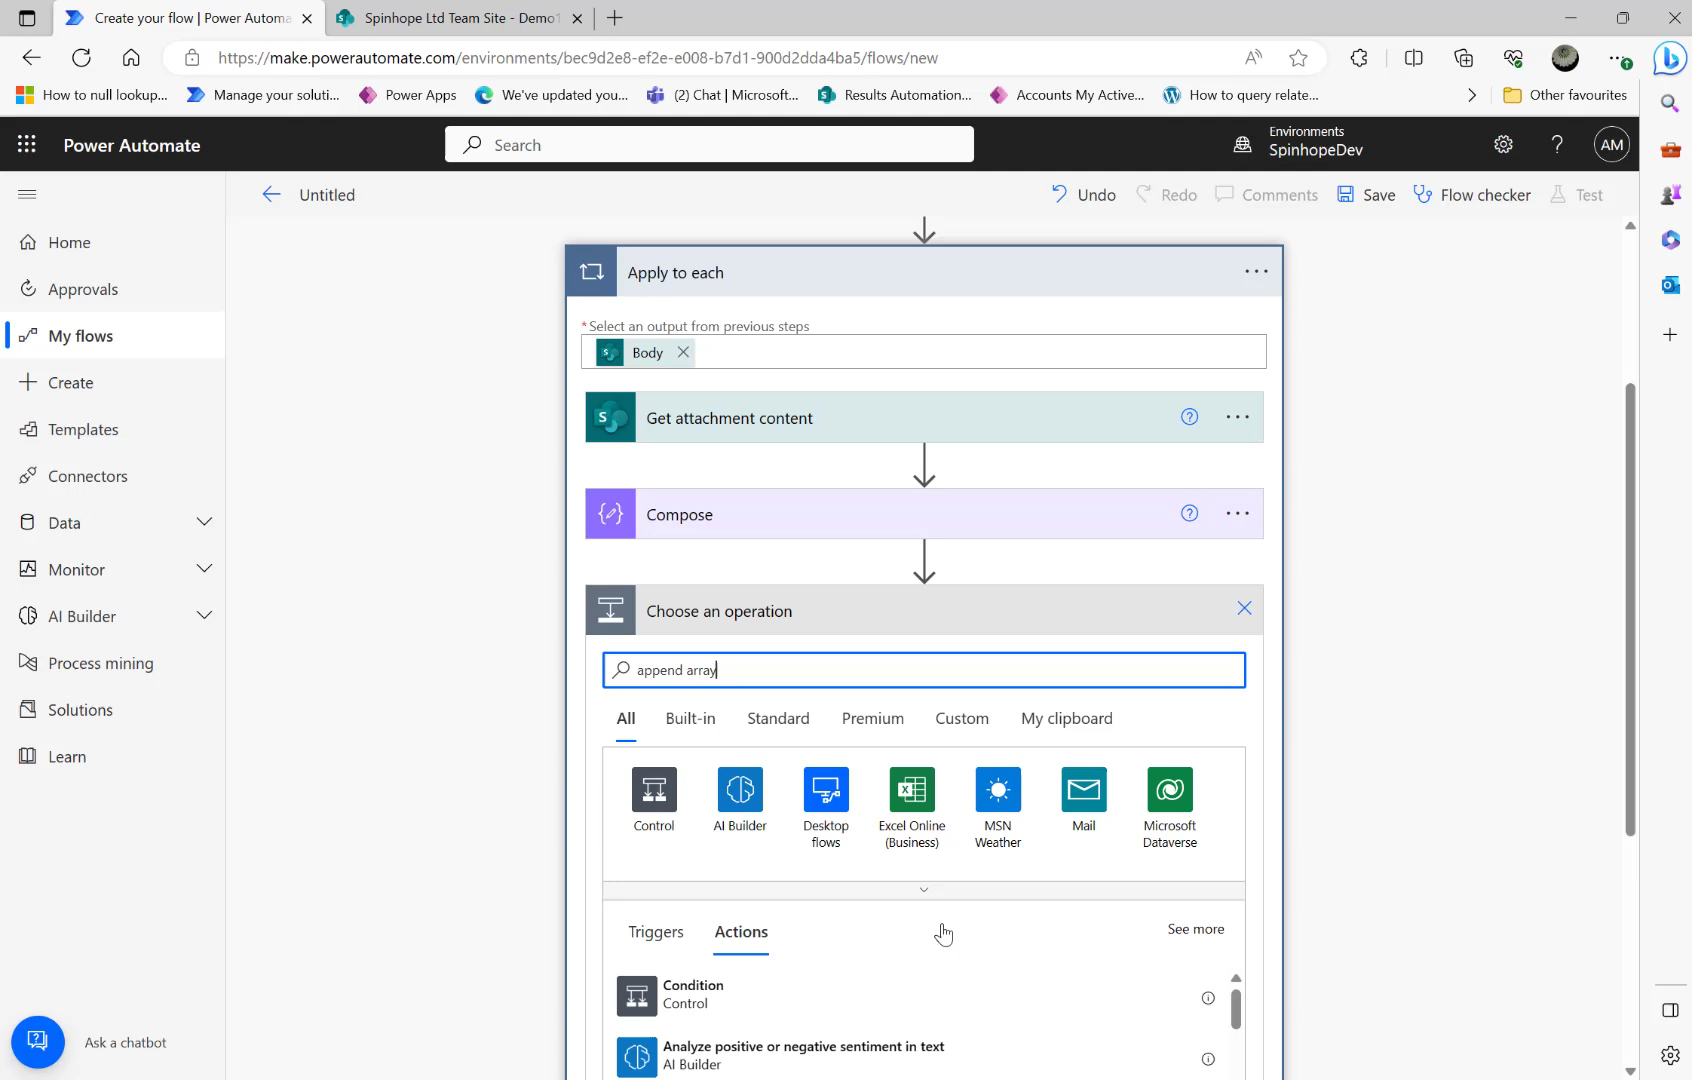 Create your flow | Power Automa
Spinhope Ltd Team Site - Demo1
https://make.powerautomate.com/environments/bec9d2e8-ef2e-e008-b7d1-900d2dda4ba5/flows/new
How to null lookup...
Manage your soluti...
Power Apps
We've updated you...
(2) Chat | Microsoft...
Results Automation...
Accounts My Active...
How to query relate...
Other favourites
Power Automate
Search
Environments
SpinhopeDev
AM
Untitled
Undo
Redo
Comments
Save
Flow checker
Test
Home
Approvals
My flows
Create
Templates
Connectors
Data
Monitor
AI Builder
Process mining
Solutions
Learn
Ask a chatbot
Apply to each
* Select an output from previous steps
Body
Get attachment content
Compose
Choose an operation
append array
All
Built-in
Standard
Premium
Custom
My clipboard
Control
AI Builder
Desktop
flows
Excel Online
(Business)
MSN
Weather
Mail
Microsoft
Dataverse
Triggers
Actions
See more
Condition
Control
Analyze positive or negative sentiment in text
AI Builder